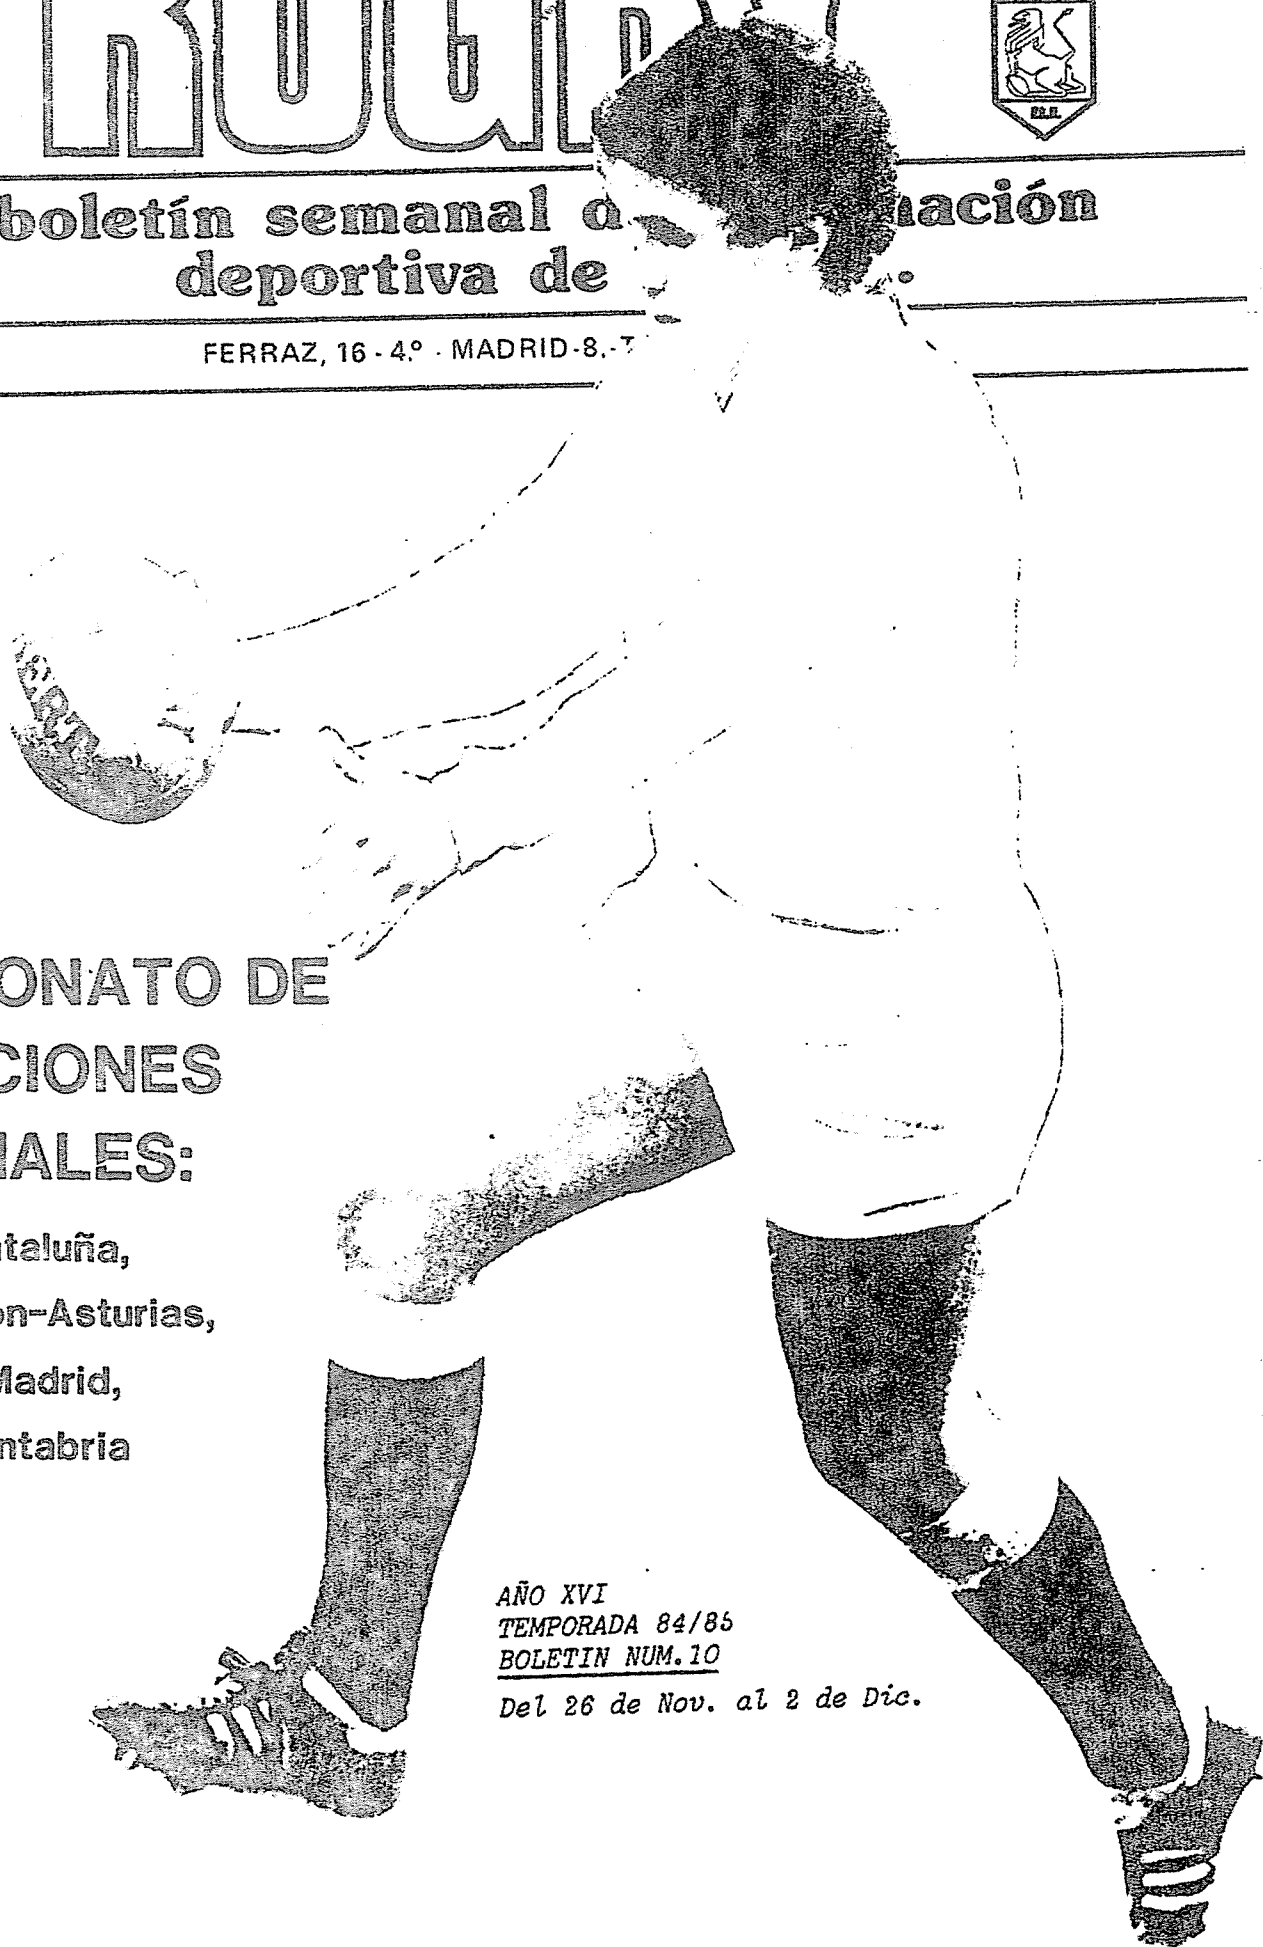 RUG
boletín semanal d nación
deportiva de .
FERRAZ, 16 - 4.º - MADRID-8.-T
ONATO DE
CIONES
IALES:
taluña,
on-Asturias,
Madrid,
ntabria
AÑO XVI
TEMPORADA 84/85
BOLETIN NUM.10
Del 26 de Nov. al 2 de Dic.